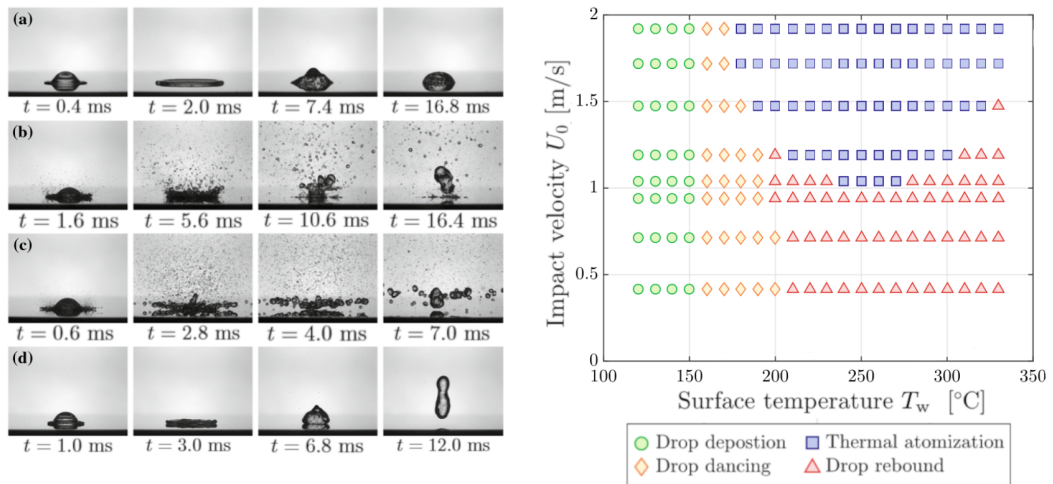 (a)
t = 0.4 ms
t = 2.0 ms
t = 7.4 ms
t = 16.8 ms
(b)
t = 1.6 ms
t = 5.6 ms
t = 10.6 ms
t = 16.4 ms
(c)
t = 0.6 ms
t = 2.8 ms
t = 4.0 ms
t = 7.0 ms
(d)
t = 1.0 ms
t = 3.0 ms
t = 6.8 ms
t = 12.0 ms
Impact velocity U₀ [m/s]
2
1.5
1
0.5
0
100
150
200
250
300
350
Surface temperature T_w [°C]
Drop depostion
Thermal atomization
Drop dancing
Drop rebound